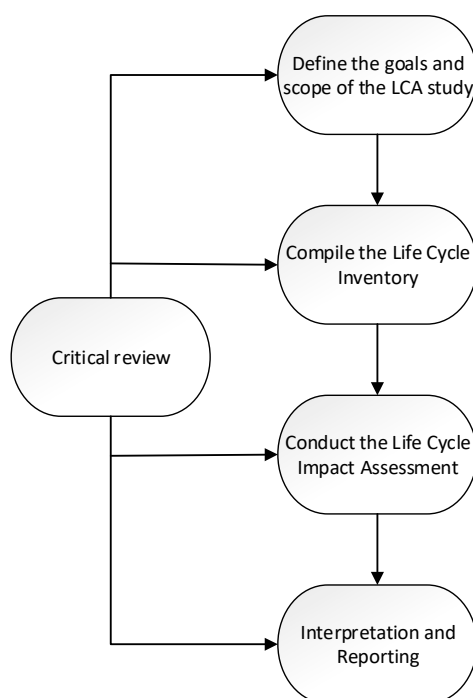 Define the goals and
scope of the LCA study
Compile the Life Cycle
Inventory
Critical review
Conduct the Life Cycle
Impact Assessment
Interpretation and
Reporting